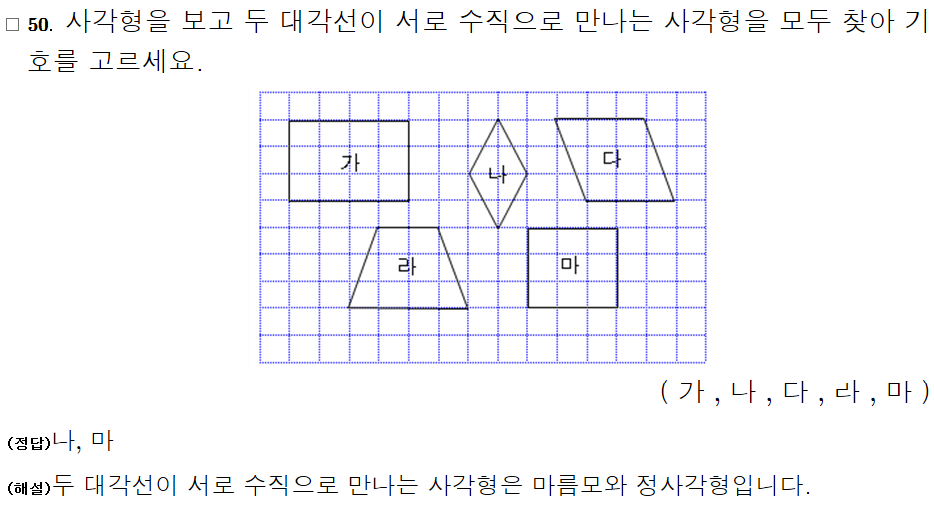 □ 50. 사각형을 보고 두 대각선이 서로 수직으로 만나는 사각형을 모두 찾아 기
호를 고르세요.
가
나
다
라
마
( 가 , 나 , 다 , 라 , 마 )
(정답)나, 마
(해설)두 대각선이 서로 수직으로 만나는 사각형은 마름모와 정사각형입니다.